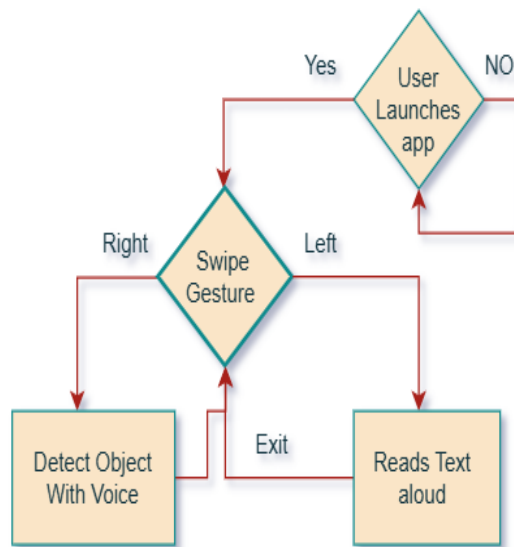 Yes
User
Launches
app
NO
Right
Swipe
Gesture
Left
Detect Object
With Voice
Exit
Reads Text
aloud